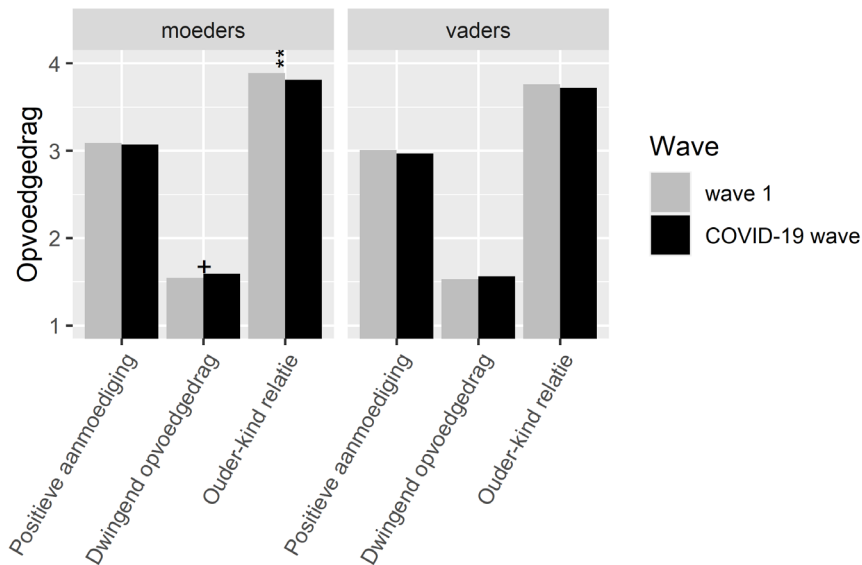 moeders
vaders
Opvoedgedrag
4
3
2
1
**
+
Positieve aanmoediging
Dwingend opvoedgedrag
Ouder-kind relatie
Positieve aanmoediging
Dwingend opvoedgedrag
Ouder-kind relatie
Wave
wave 1
COVID-19 wave